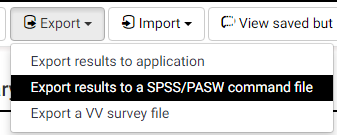 Export Import View saved but
Export results to application
ary
Export results to a SPSS/PASW command file
Export a VV survey file